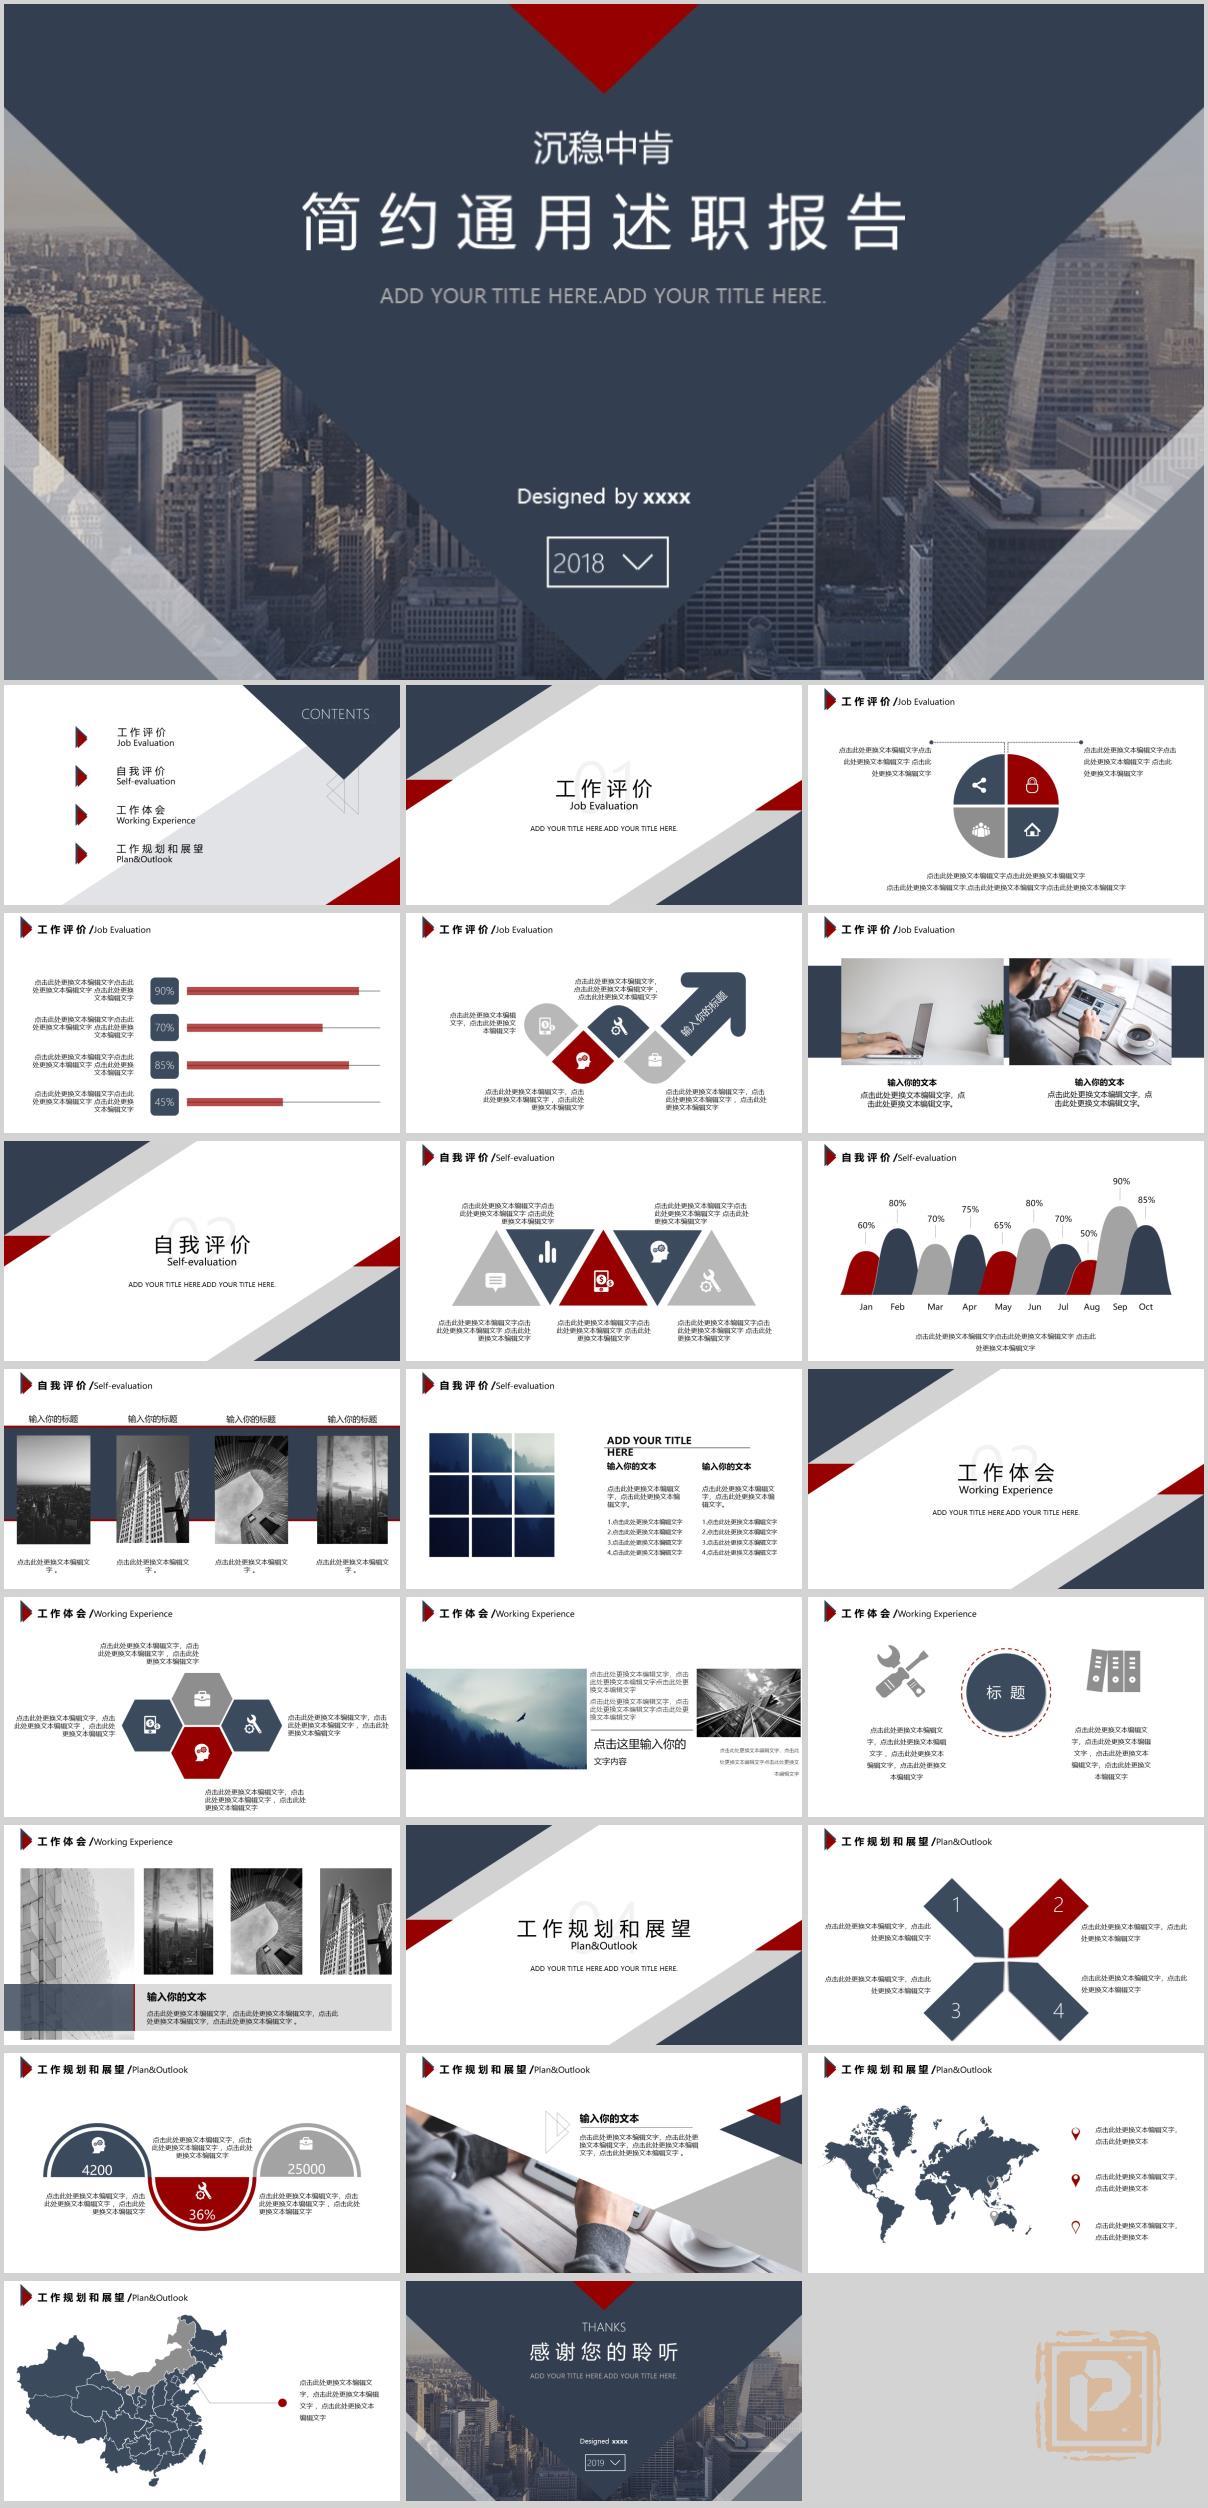 沉稳中肯
简约通用述职报告
ADD YOUR TITLE HERE.ADD YOUR TITLE HERE.
Designed by xxxx
2018
CONTENTS
工作评价
Job Evaluation
自我评价
Self-evaluation
工作体会
Working Experience
工作规划和展望
Plan&Outlook
01
工作评价
Job Evaluation
ADD YOUR TITLE HERE.ADD YOUR TITLE HERE.
工作评价/Job Evaluation
点击此处更换文本编辑文字点击
此处更换文本编辑文字 点击此
处更换文本编辑文字
点击此处更换文本编辑文字点击
此处更换文本编辑文字 点击此
处更换文本编辑文字
点击此处更换文本编辑文字点击此处更换文本编辑文字
点击此处更换文本编辑文字.点击此处更换文本编辑文字点击此处更换文本编辑文字
工作评价/Job Evaluation
点击此处更换文本编辑文字点击此
处更换文本编辑文字 点击此处更换
文本编辑文字
90%
点击此处更换文本编辑文字点击此
处更换文本编辑文字 点击此处更换
文本编辑文字
70%
点击此处更换文本编辑文字点击此
处更换文本编辑文字 点击此处更换
文本编辑文字
85%
点击此处更换文本编辑文字点击此
处更换文本编辑文字 点击此处更换
文本编辑文字
45%
工作评价/Job Evaluation
点击此处更换文本编辑
文字，点击此处更换文
本编辑文字
点击此处更换文本编辑文字，
点击此处更换文本编辑文字，
点击此处更换文本编辑文字
输入你的标题
点击此处更换文本编辑文字，点击
此处更换文本编辑文字，点击此处
更换文本编辑文字
点击此处更换文本编辑文字，点击
此处更换文本编辑文字，点击此处
更换文本编辑文字
工作评价/Job Evaluation
输入你的文本
点击此处更换文本编辑文字，点
击此处更换文本编辑文字。
输入你的文本
点击此处更换文本编辑文字，点
击此处更换文本编辑文字。
02
自我评价
Self-evaluation
ADD YOUR TITLE HERE.ADD YOUR TITLE HERE.
自我评价/Self-evaluation
点击此处更换文本编辑文字点击
此处更换文本编辑文字 点击此处
更换文本编辑文字
点击此处更换文本编辑文字点击
此处更换文本编辑文字 点击此处
更换文本编辑文字
点击此处更换文本编辑文字点击
此处更换文本编辑文字 点击此处
更换文本编辑文字
点击此处更换文本编辑文字点击
此处更换文本编辑文字 点击此处
更换文本编辑文字
点击此处更换文本编辑文字点击
此处更换文本编辑文字 点击此处
更换文本编辑文字
自我评价/Self-evaluation
60%
80%
70%
75%
65%
80%
70%
50%
90%
85%
Jan Feb Mar Apr May Jun Jul Aug Sep Oct
点击此处更换文本编辑文字点击此处更换文本编辑文字 点击此
处更换文本编辑文字
自我评价/Self-evaluation
输入你的标题
输入你的标题
输入你的标题
输入你的标题
点击此处更换文本编辑文
字 。
点击此处更换文本编辑文
字 。
点击此处更换文本编辑文
字 。
点击此处更换文本编辑文
字 。
自我评价/Self-evaluation
ADD YOUR TITLE
HERE
输入你的文本
点击此处更换文本编辑文
字，点击此处更换文本编
辑文字。
1.点击此处更换文本编辑文字
2.点击此处更换文本编辑文字
3.点击此处更换文本编辑文字
4.点击此处更换文本编辑文字
输入你的文本
点击此处更换文本编辑文
字，点击此处更换文本编
辑文字。
1.点击此处更换文本编辑文字
2.点击此处更换文本编辑文字
3.点击此处更换文本编辑文字
4.点击此处更换文本编辑文字
03
工作体会
Working Experience
ADD YOUR TITLE HERE.ADD YOUR TITLE HERE.
工作体会/Working Experience
点击此处更换文本编辑文字，点击
此处更换文本编辑文字，点击此处
更换文本编辑文字
点击此处更换文本编辑文字，点击
此处更换文本编辑文字，点击此处
更换文本编辑文字
点击此处更换文本编辑文字，点击
此处更换文本编辑文字，点击此处
更换文本编辑文字
点击此处更换文本编辑文字，点击
此处更换文本编辑文字，点击此处
更换文本编辑文字
工作体会/Working Experience
点击此处更换文本编辑文字，点击
此处更换文本编辑文字点击此处更
换文本编辑文字
点击此处更换文本编辑文字，点击
此处更换文本编辑文字点击此处更
换文本编辑文字
点击这里输入你的
文字内容
点击此处更换文本编辑文字，点击此
处更换文本编辑文字点击此处更换文
本编辑文字
工作体会/Working Experience
标 题
点击此处更换文本编辑文
字，点击此处更换文本编辑
文字 ，点击此处更换文本
编辑文字，点击此处更换文
本编辑文字
点击此处更换文本编辑文
字，点击此处更换文本编辑
文字 ，点击此处更换文本
编辑文字，点击此处更换文
本编辑文字
工作体会/Working Experience
输入你的文本
点击此处更换文本编辑文字，点击此处更换文本编辑文字，点击此
处更换文本编辑文字，点击此处更换文本编辑文字 。
04
工作规划和展望
Plan&Outlook
ADD YOUR TITLE HERE.ADD YOUR TITLE HERE.
工作规划和展望/Plan&Outlook
1
2
3
4
点击此处更换文本编辑文字，点击此
处更换文本编辑文字
点击此处更换文本编辑文字，点击此
处更换文本编辑文字
点击此处更换文本编辑文字，点击此
处更换文本编辑文字
点击此处更换文本编辑文字，点击此
处更换文本编辑文字
工作规划和展望/Plan&Outlook
4200
点击此处更换文本编辑文字，点击
此处更换文本编辑文字，点击此处
更换文本编辑文字
25000
点击此处更换文本编辑文字，点击
此处更换文本编辑文字，点击此处
更换文本编辑文字
36%
点击此处更换文本编辑文字，点击
此处更换文本编辑文字，点击此处
更换文本编辑文字
工作规划和展望/Plan&Outlook
输入你的文本
点击此处更换文本编辑文字，点击此处更
换文本编辑文字，点击此处更换文本编辑
文字，点击此处更换文本编辑文字 。
工作规划和展望/Plan&Outlook
点击此处更换文本编辑文字，
点击此处更换文本
点击此处更换文本编辑文字，
点击此处更换文本
点击此处更换文本编辑文字，
点击此处更换文本
工作规划和展望/Plan&Outlook
点击此处更换文本编辑文
字，点击此处更换文本编辑
文字 ，点击此处更换文本
编辑文字
THANKS
感谢您的聆听
ADD YOUR TITLE HERE.ADD YOUR TITLE HERE.
Designed xxxx
2019